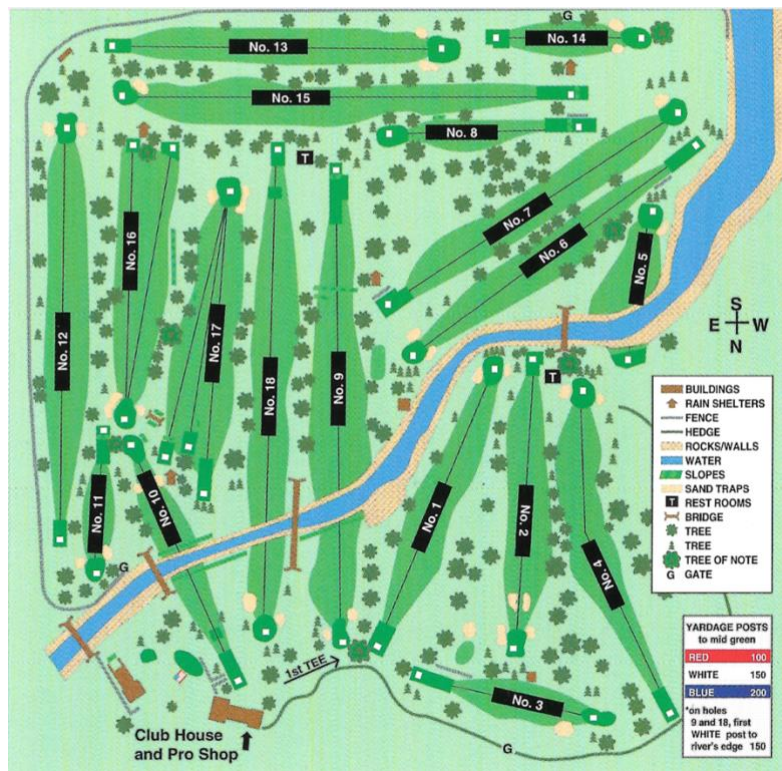 G
No. 13
No. 14
No. 15
No. 8
T
No. 7
No. 16
No. 6
No. 5
No. 17
No. 12
No. 18
No. 9
S
E W
N
T
No. 10
No. 11
No. 1
No. 2
No. 4
G
1st TEE
No. 3
Club House
and Pro Shop
G
BUILDINGS
RAIN SHELTERS
FENCE
HEDGE
ROCKS/WALLS
WATER
SLOPES
SAND TRAPS
T REST ROOMS
BRIDGE
TREE
TREE
TREE OF NOTE
G GATE
YARDAGE POSTS
to mid green
RED 100
WHITE 150
BLUE 200
*on holes
9 and 18, first
WHITE post to
river's edge 150